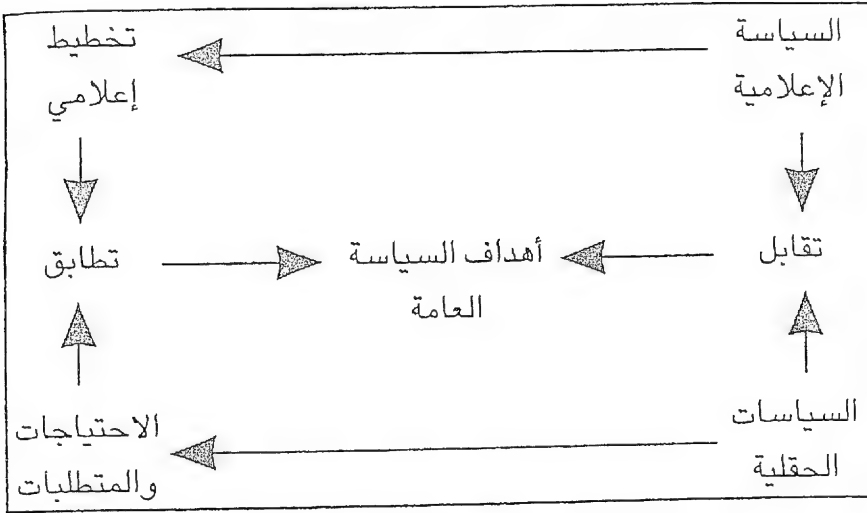 السياسة
الإعلامية
تخطيط
إعلامي
تقابل
أهداف السياسة
العامة
تطابق
السياسات
الحقلية
الاحتياجات
والمتطلبات